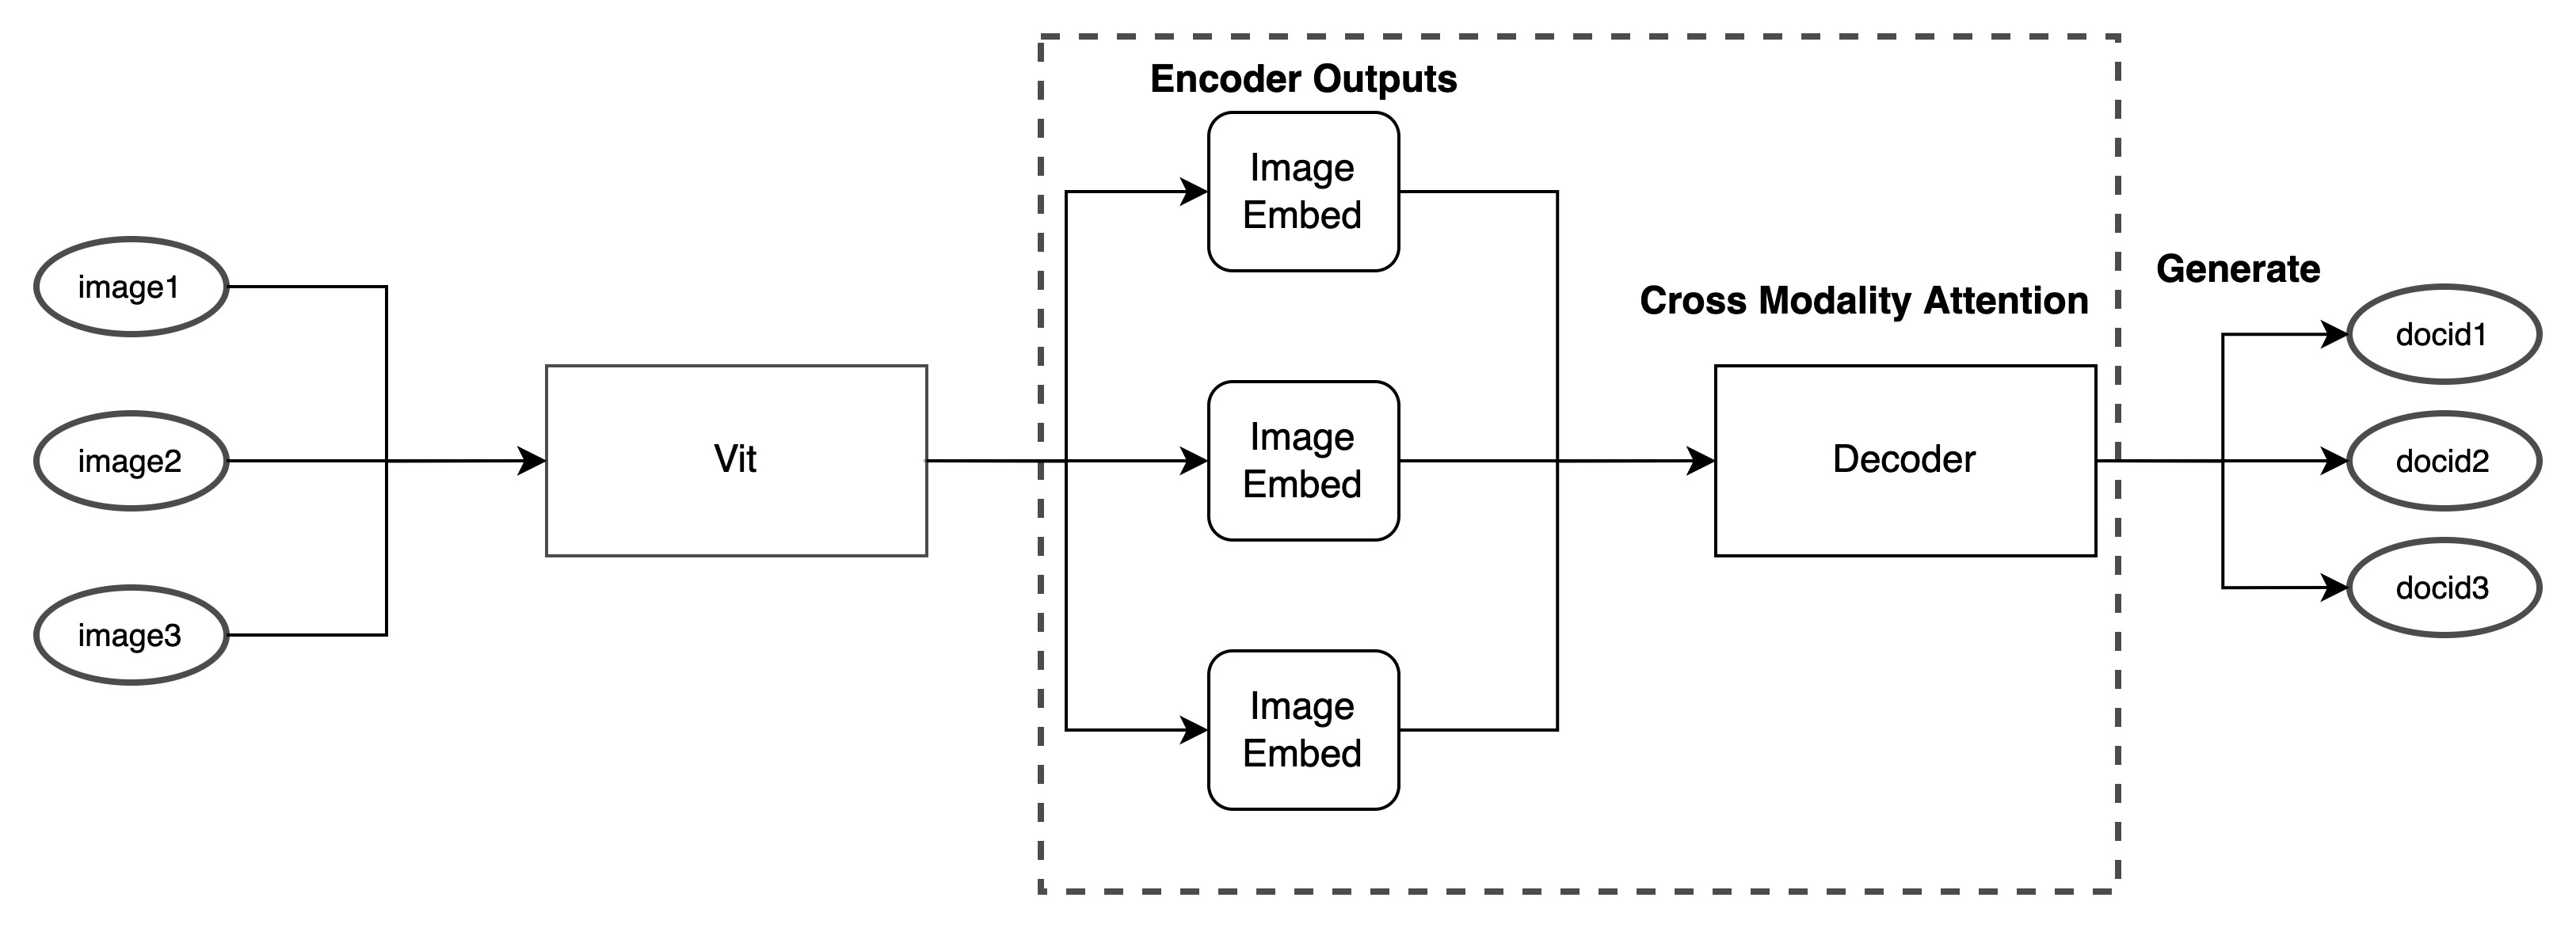 image1
image2
image3
Vit
Encoder Outputs
Image
Embed
Image
Embed
Image
Embed
Cross Modality Attention
Decoder
Generate
docid1
docid2
docid3